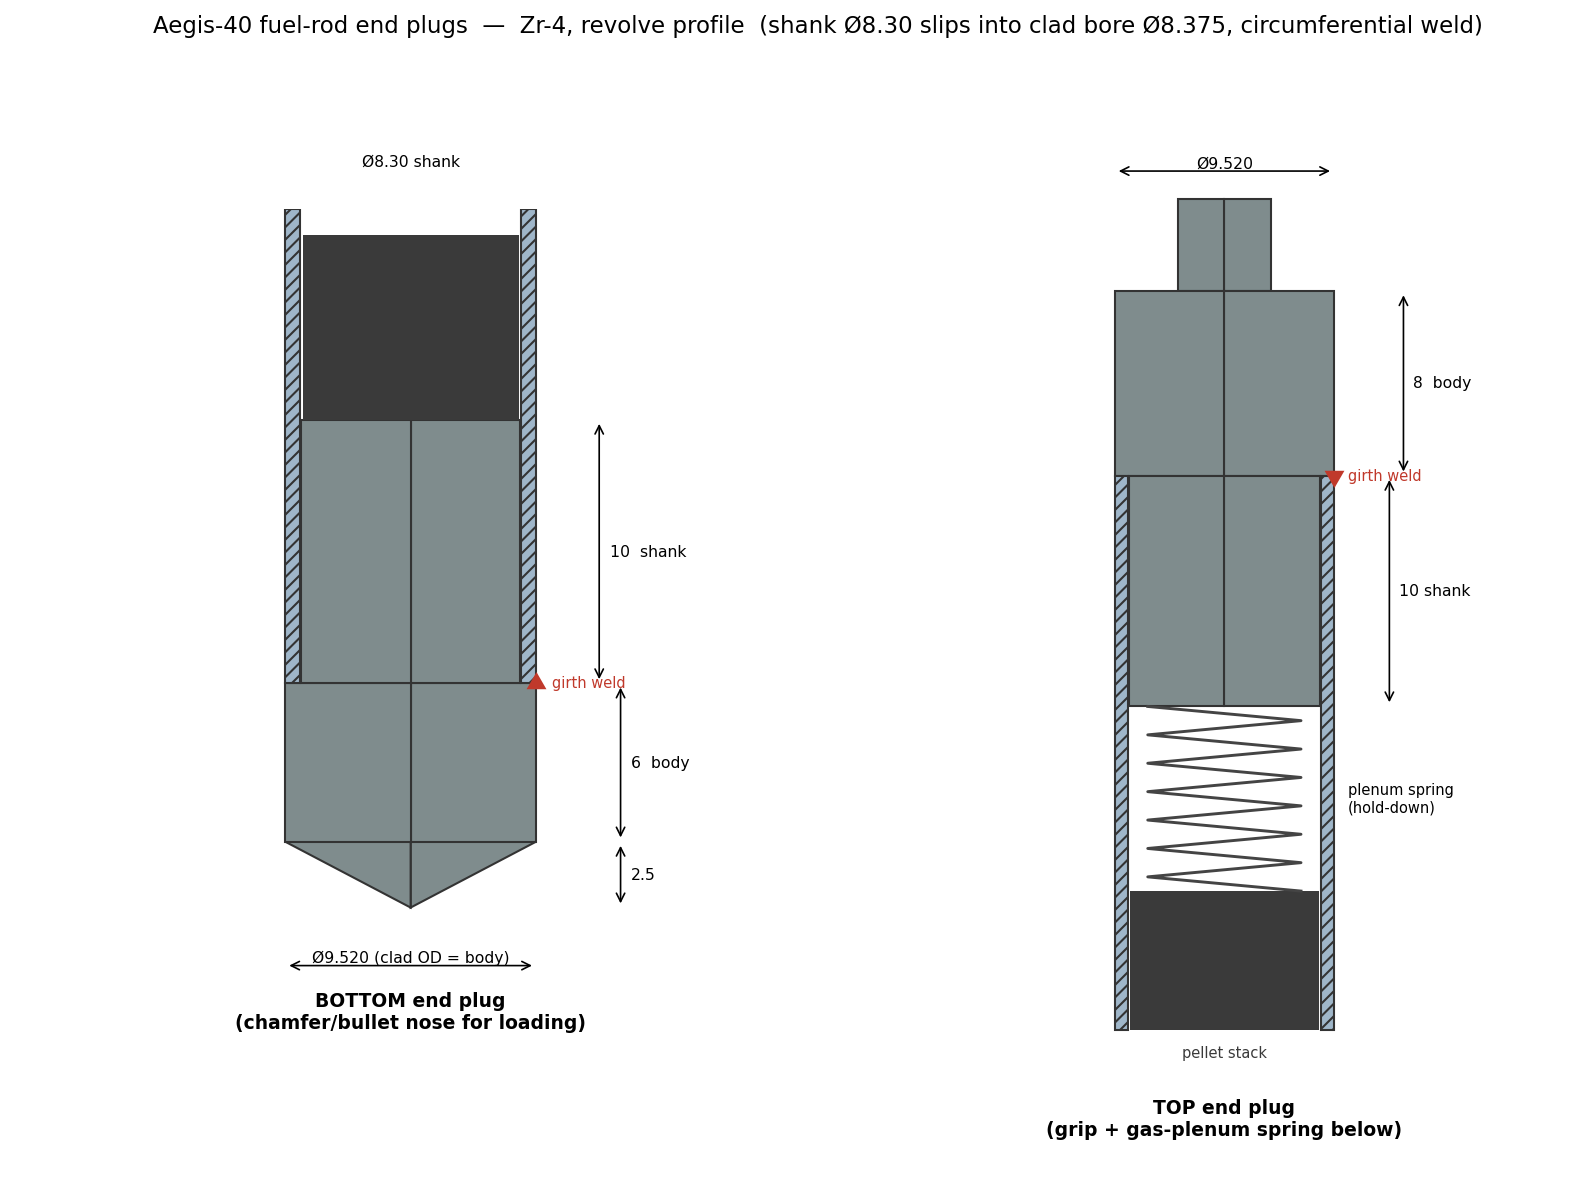 Aegis-40 fuel-rod end plugs — Zr-4, revolve profile (shank Ø8.30 slips into clad bore Ø8.375, circumferential weld)
Ø8.30 shank
10 shank
girth weld
6 body
2.5
Ø9.520 (clad OD = body)
BOTTOM end plug
(chamfer/bullet nose for loading)
Ø9.520
8 body
girth weld
10 shank
plenum spring
(hold-down)
pellet stack
TOP end plug
(grip + gas-plenum spring below)